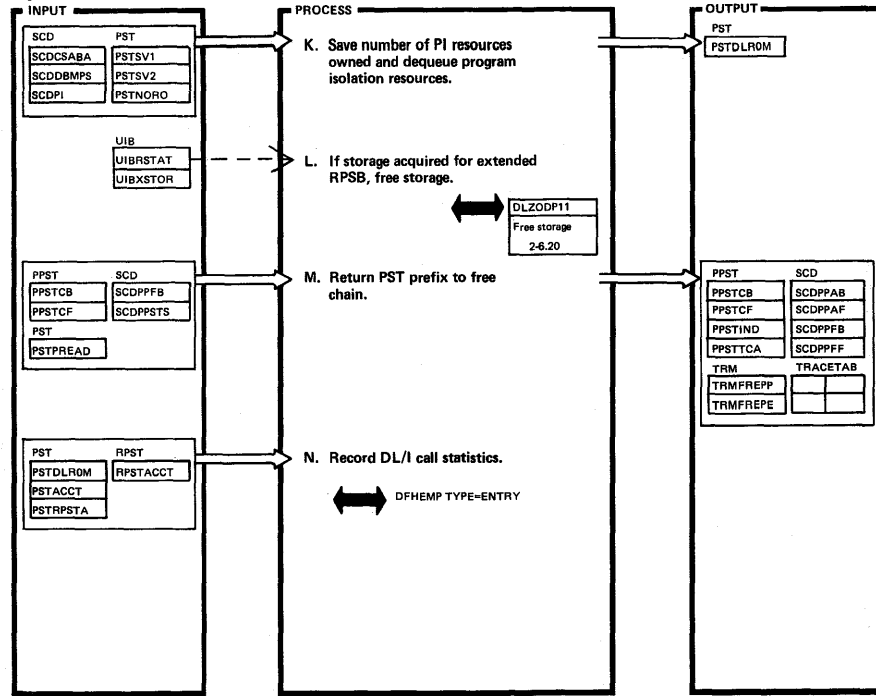 INPUT
PROCESS
OUTPUT
SCD PST
SCDCSABA PSTSV1
SCDDBMPS PSTSV2
SCDPI PSTNORO
K. Save number of PI resources
owned and dequeue program
isolation resources.
PST
PSTDLR0M
UIB
UIBRSTAT
UIBXSTOR
L. If storage acquired for extended
RPSB, free storage.
DLZODP11
Free storage
2-6.20
PPST SCD
PPSTCB SCDPPFB
PPSTCF SCDPPSTS
PST
PSTPREAD
M. Return PST prefix to free
chain.
PPST SCD
PPSTCB SCDPPAB
PPSTCF SCDPPAF
PPSTIND SCDPPFB
PPSTTCA SCDPPFF
TRM TRACETAB
TRMFREPP
TRMFREPE
PST RPST
PSTDLR0M RPSTACCT
PSTACCT
PSTRPSTA
N. Record DL/I call statistics.
DFHEMP TYPE=ENTRY